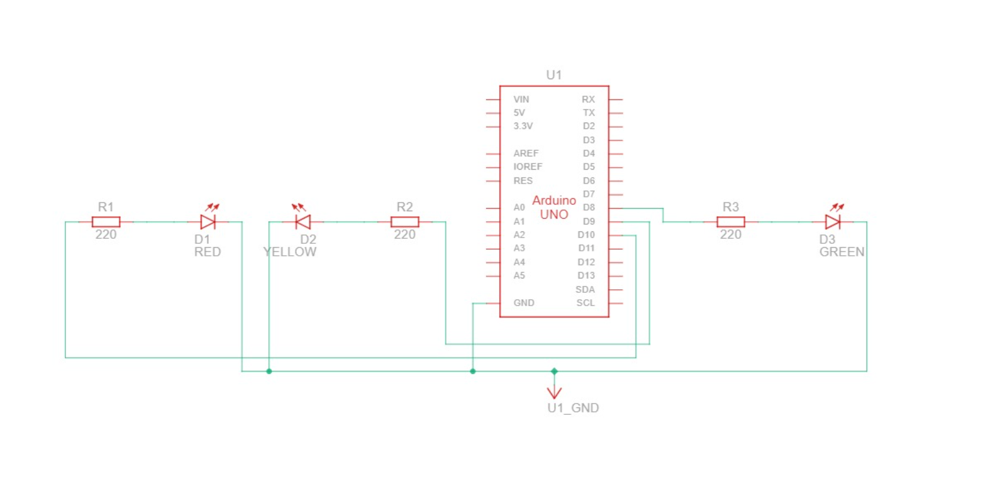 U1
VIN RX
5V TX
3.3V D2
D3
AREF D4
IOREF D5
RES D6
D7
Arduino
UNO
A0 D8
A1 D9
A2 D10
A3 D11
A4 D12
A5 D13
SDA
GND SCL
R1
220
D1
RED
D2
YELLOW
R2
220
R3
220
D3
GREEN
U1_GND